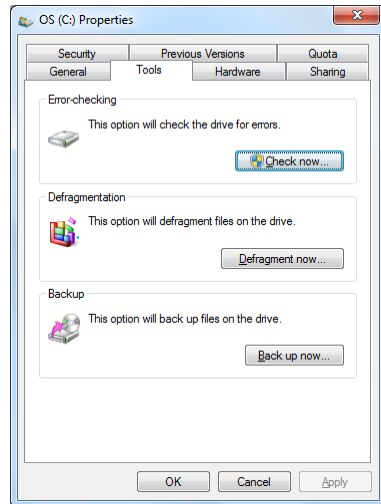 OS (C:) Properties
Security Previous Versions Quota
General Tools Hardware Sharing
Error-checking
This option will check the drive for errors.
Check now...
Defragmentation
This option will defragment files on the drive.
Defragment now...
Backup
This option will back up files on the drive.
Back up now...
OK Cancel Apply